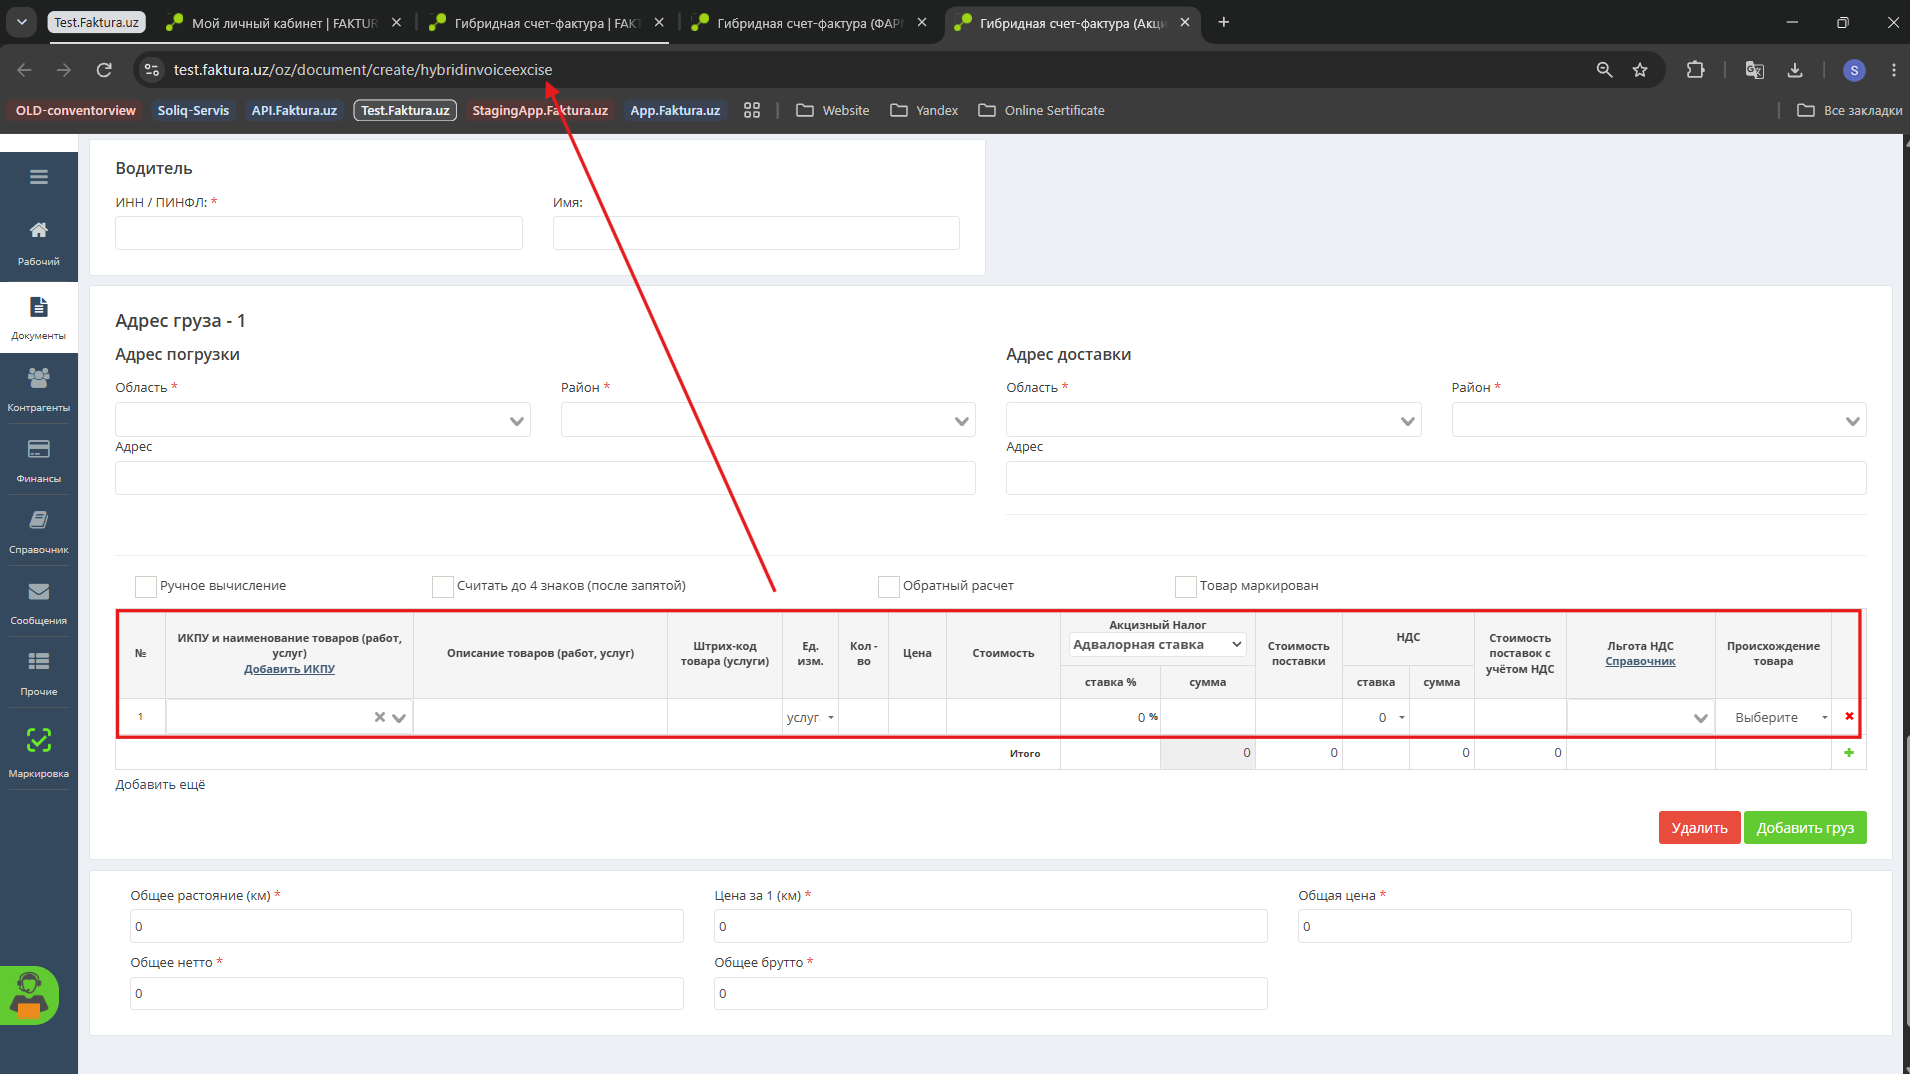 Test.Faktura.uz
Мой личный кабинет | FAKTUR
Гибридная счет-фактура | FAKT
Гибридная счет-фактура (ФАРМ
Гибридная счет-фактура (Акци
test.faktura.uz/oz/document/create/hybridinvoiceexcise
S
OLD-conventorview
Soliq-Servis
API.Faktura.uz
Test.Faktura.uz
StagingApp.Faktura.uz
App.Faktura.uz
Website
Yandex
Online Sertificate
Все закладки
Рабочий
Документы
Контрагенты
Финансы
Справочник
Сообщения
Прочие
Маркировка
Водитель
ИНН / ПИНФЛ: *
Имя:
Адрес груза - 1
Адрес погрузки
Адрес доставки
Область *
Район *
Область *
Район *
Адрес
Адрес
Ручное вычисление
Считать до 4 знаков (после запятой)
Обратный расчет
Товар маркирован
№
ИКПУ и наименование товаров (работ,
услуг)
Добавить ИКПУ
Описание товаров (работ, услуг)
Штрих-код
товара (услуги)
Ед.
изм.
Кол -
во
Цена
Стоимость
Акцизный Налог
Адвалорная ставка
ставка %
сумма
Стоимость
поставки
НДС
ставка
сумма
Стоимость
поставок с
учётом НДС
Льгота НДС
Справочник
Происхождение
товара
1
услуг
0 %
0
Выберите
Итого
0
0
0
0
Добавить ещё
Удалить
Добавить груз
Общее растояние (км) *
Цена за 1 (км) *
Общая цена *
0
0
0
Общее нетто *
Общее брутто *
0
0